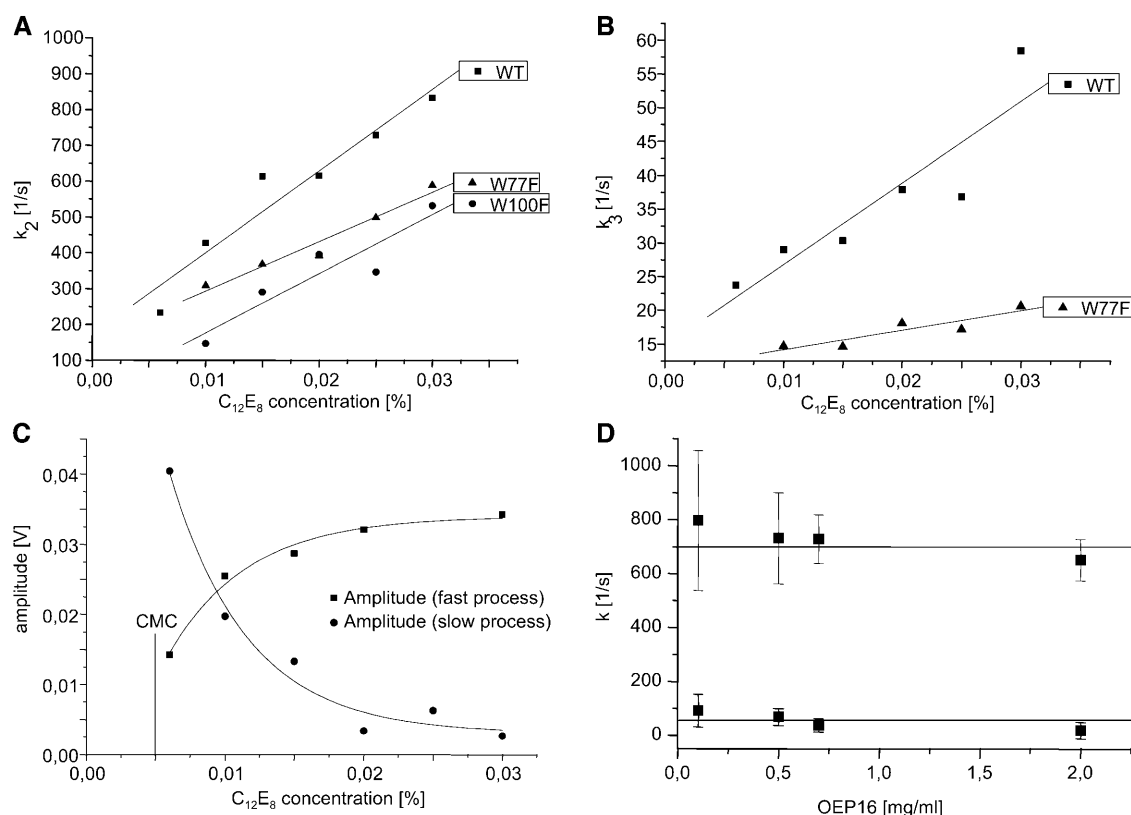 A
k2 [1/s]
1000
900
800
700
600
500
400
300
200
100
WT
W77F
W100F
0,00
0,01
0,02
0,03
C12E8 concentration [%]
B
k3 [1/s]
60
55
50
45
40
35
30
25
20
15
WT
W77F
0,00
0,01
0,02
0,03
C12E8 concentration [%]
C
amplitude [V]
0,04
0,03
0,02
0,01
0,00
CMC
Amplitude (fast process)
Amplitude (slow process)
0,00
0,01
0,02
0,03
C12E8 concentration [%]
D
k [1/s]
1000
800
600
400
200
0
0,0
0,5
1,0
1,5
2,0
OEP16 [mg/ml]